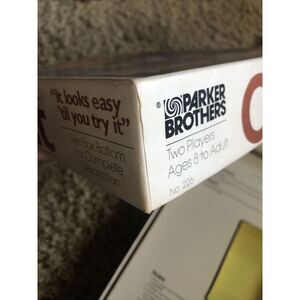 "It looks easy
'til you try it"
See Box Bottom
for Complete
Description
® PARKER
BROTHERS
Two Players
Ages 8 to Adult
No. 226